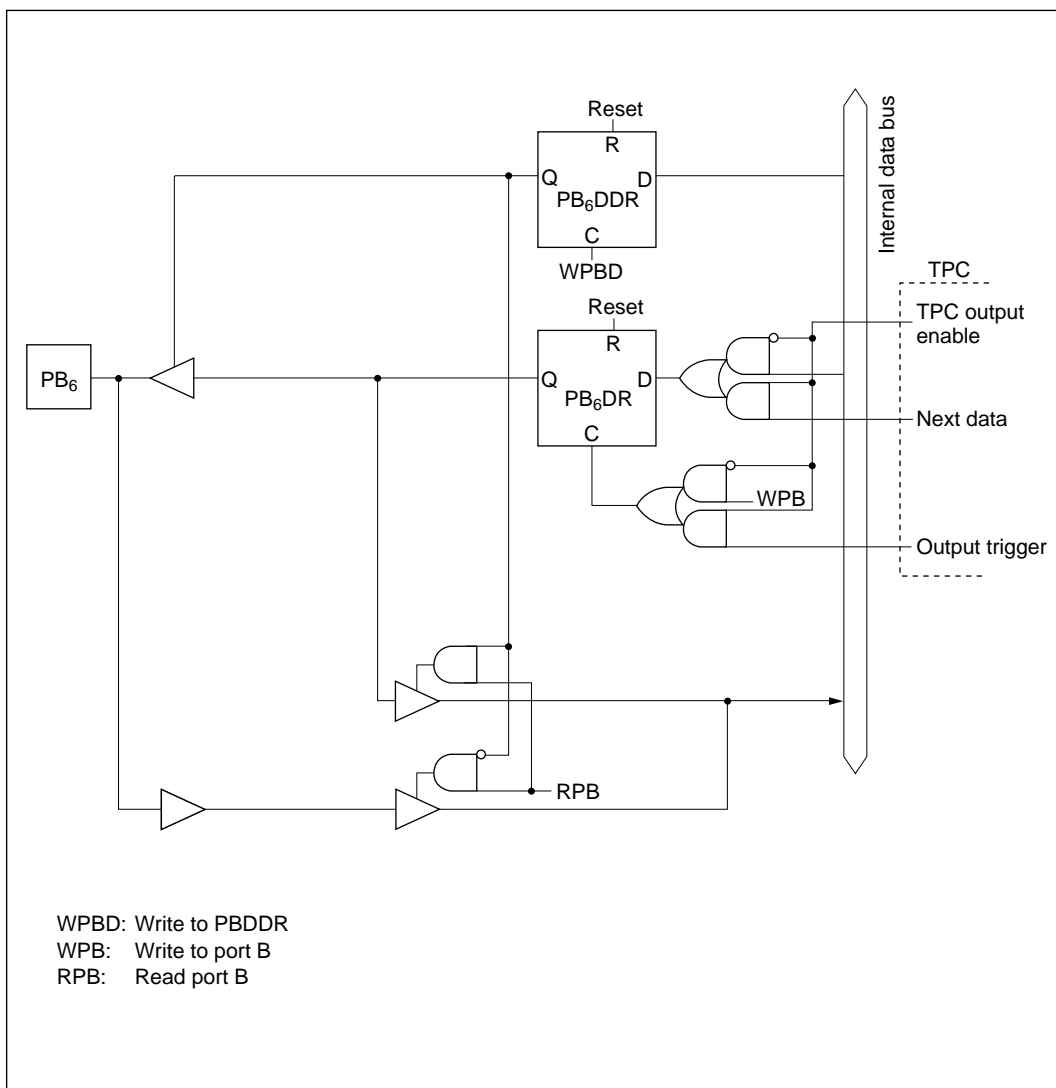 Reset
R
Q
D
PB₆DDR
C
WPBD
Internal data bus
TPC
TPC output
enable
Reset
R
Q
D
PB₆DR
C
PB₆
Next data
WPB
Output trigger
RPB
WPBD: Write to PBDDR
WPB: Write to port B
RPB: Read port B